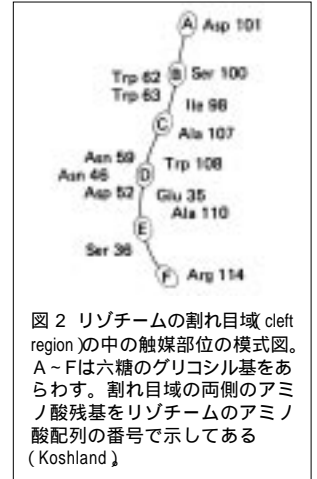 A Asp 101
Trp 62 B Ser 100
Trp 63
Ile 98
C
Ala 107
Asn 59
Trp 108
Asn 46 D
Asp 52 Glu 35
Ala 110
E
Ser 36
F Arg 114
図 2 リゾチームの割れ目域( cleft
region )の中の触媒部位の模式図。
A ~ Fは六糖のグリコシル基をあ
らわす。割れ目域の両側のアミ
ノ酸残基をリゾチームのアミノ
酸配列の番号で示してある
( Koshland )。